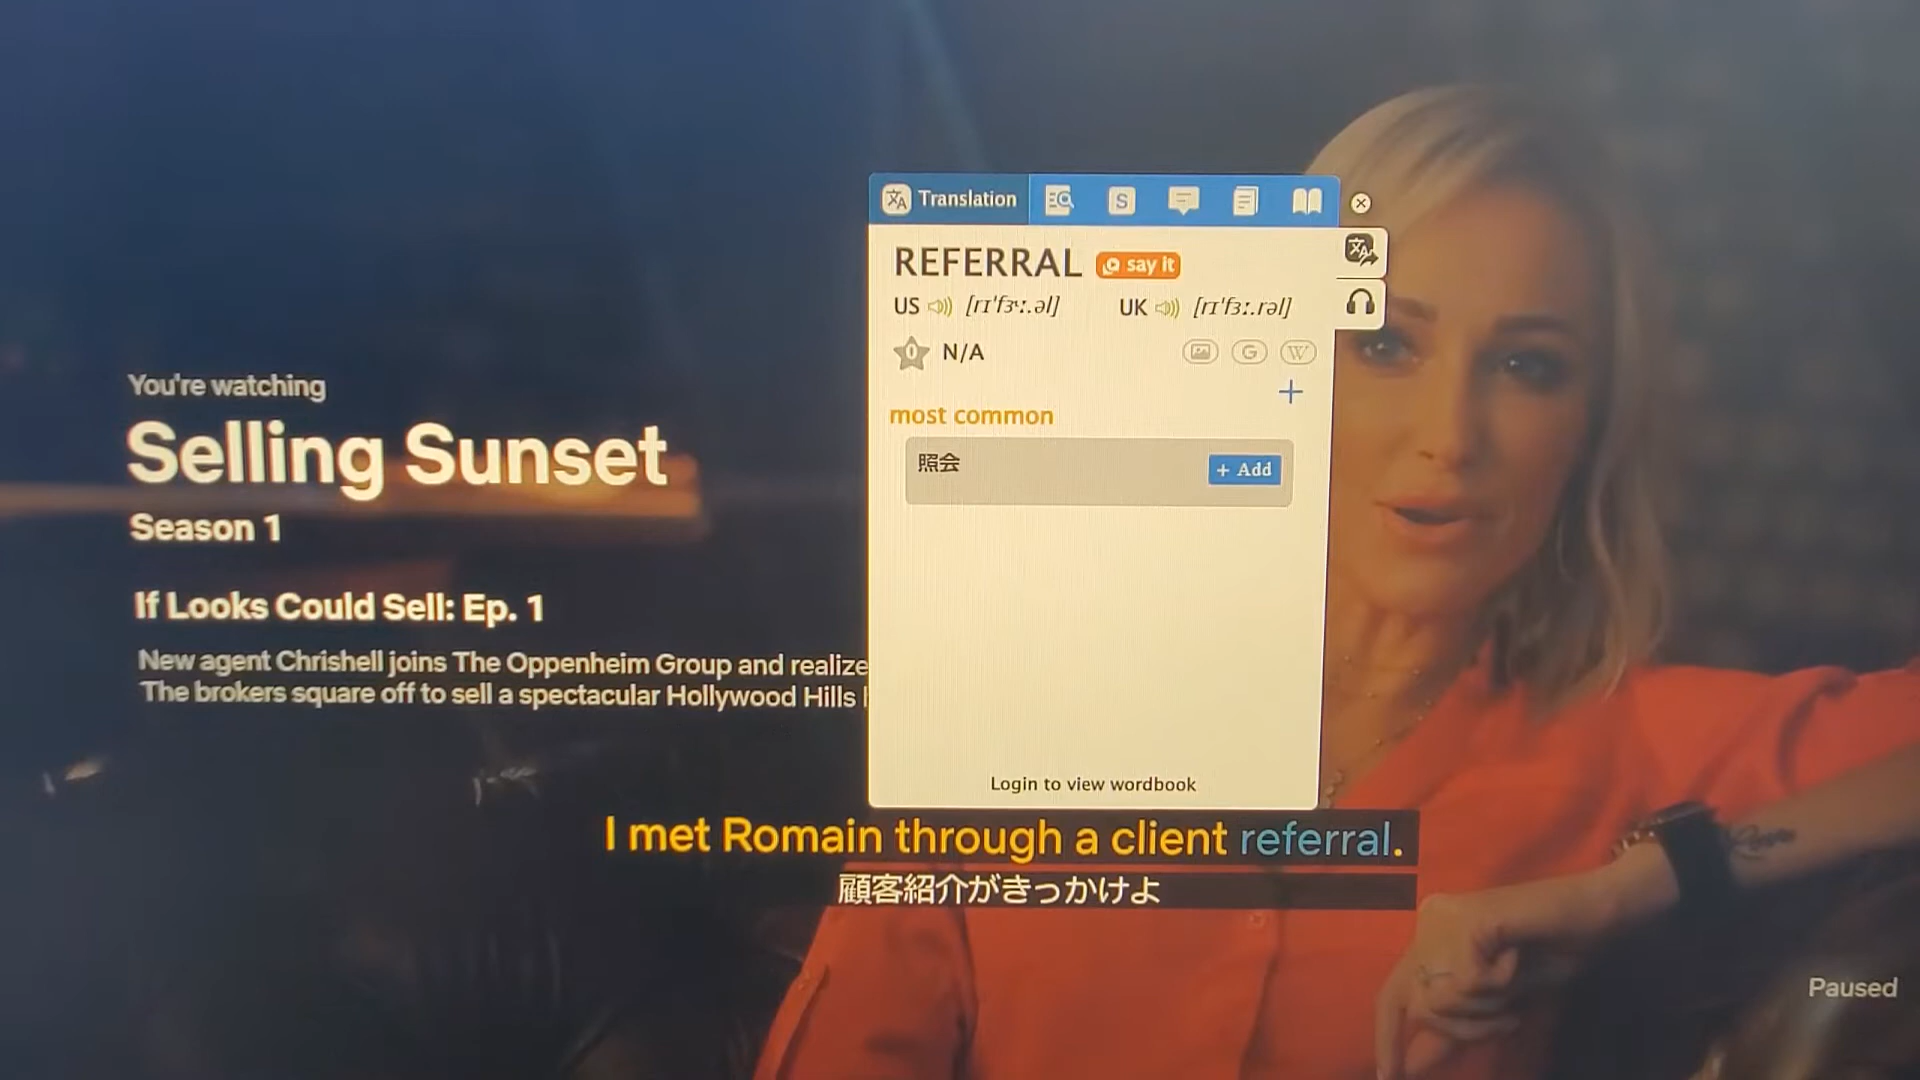 Translation
S
REFERRAL say it
US [rɪˈfɝː.əl] UK [rɪˈfɜː.rəl]
0 N/A G W
+
most common
照会 + Add
Login to view wordbook
You're watching
Selling Sunset
Season 1
If Looks Could Sell: Ep. 1
New agent Chrishell joins The Oppenheim Group and realize
The brokers square off to sell a spectacular Hollywood Hills
I met Romain through a client referral.
顧客紹介がきっかけよ
Paused